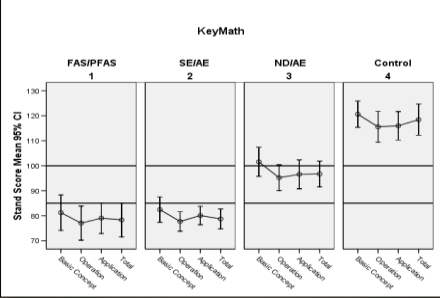 KeyMath
FAS/PFAS SE/AE ND/AE Control
1 2 3 4
Stand Score Mean 95% CI
130
120
110
100
90
80
70
Basic Concept Operation Application Total Basic Concept Operation Application Total Basic Concept Operation Application Total Basic Concept Operation Application Total